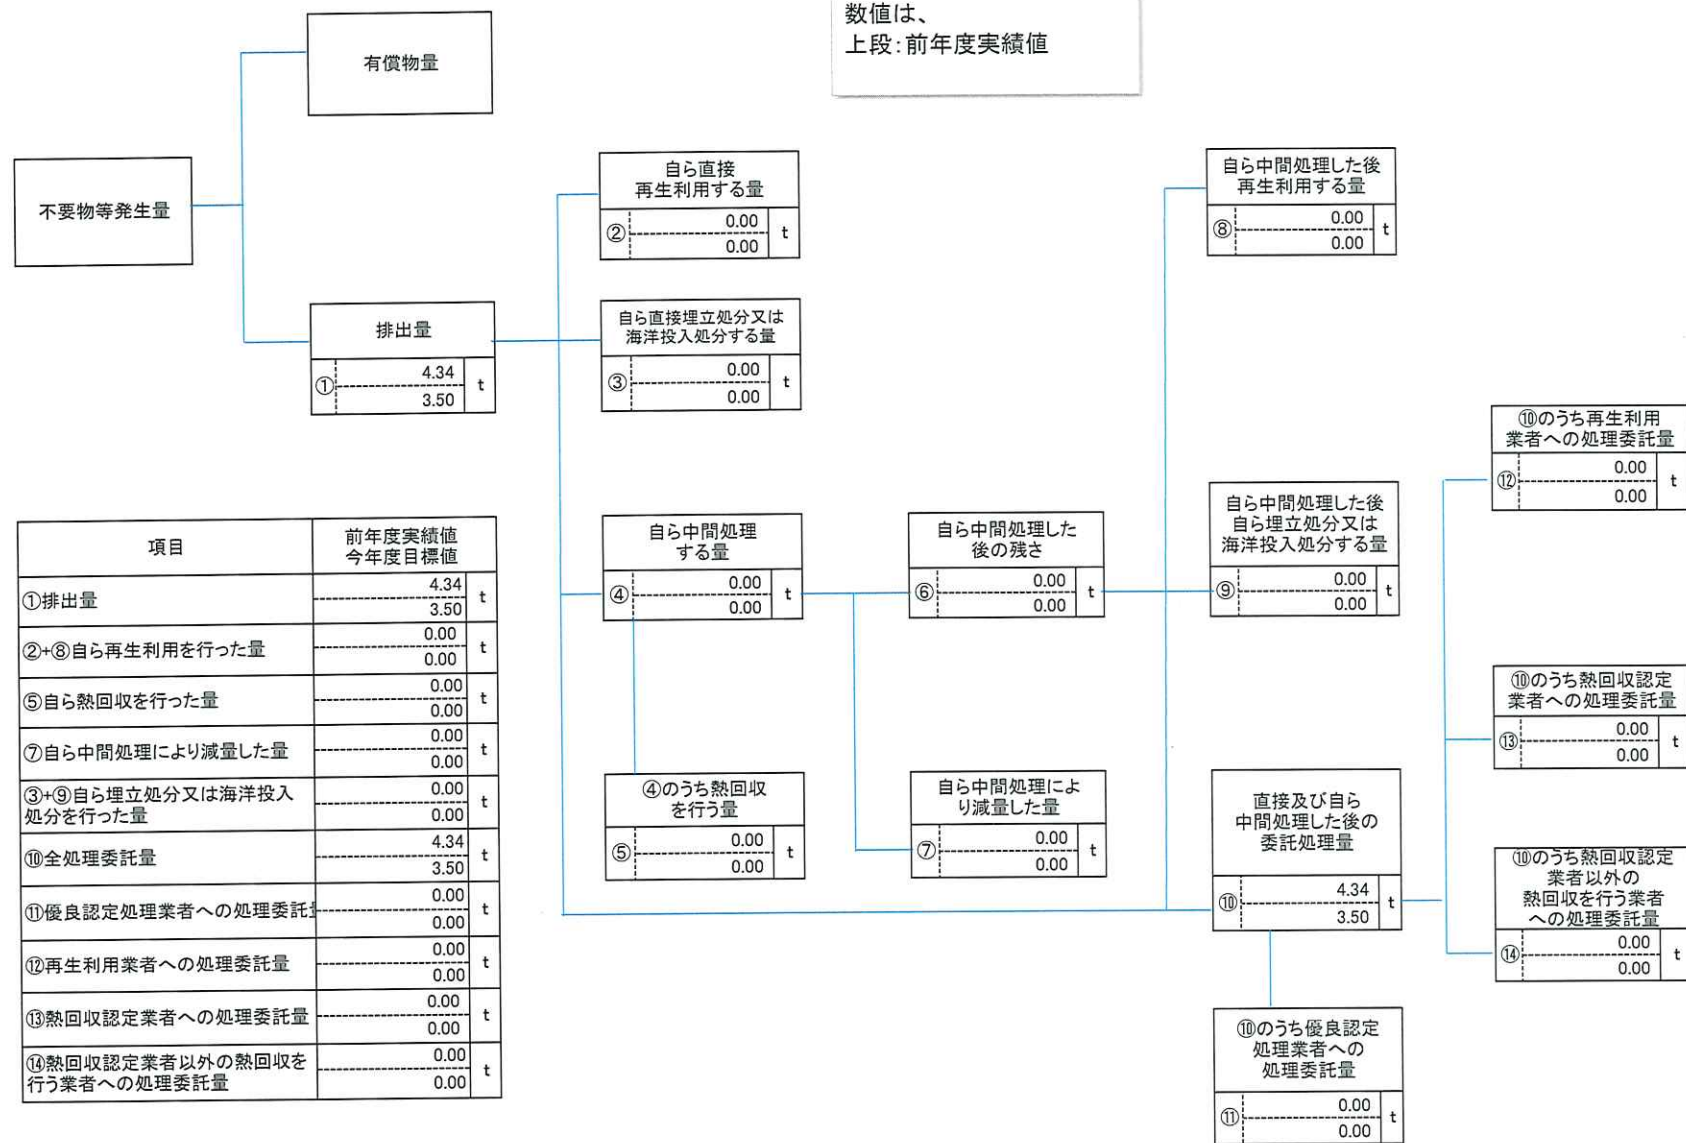 数値は、
上段:前年度実績値
有償物量
不要物等発生量
排出量
① 4.34 t
3.50
自ら直接
再生利用する量
② 0.00 t
0.00
自ら直接埋立処分又は
海洋投入処分する量
③ 0.00 t
0.00
自ら中間処理
する量
④ 0.00 t
0.00
④のうち熱回収
を行う量
⑤ 0.00 t
0.00
自ら中間処理した
後の残さ
⑥ 0.00 t
0.00
自ら中間処理によ
り減量した量
⑦ 0.00 t
0.00
自ら中間処理した後
再生利用する量
⑧ 0.00 t
0.00
自ら中間処理した後
自ら埋立処分又は
海洋投入処分する量
⑨ 0.00 t
0.00
直接及び自ら
中間処理した後の
委託処理量
⑩ 4.34 t
3.50
⑩のうち優良認定
処理業者への
処理委託量
⑪ 0.00 t
0.00
⑩のうち再生利用
業者への処理委託量
⑫ 0.00 t
0.00
⑩のうち熱回収認定
業者への処理委託量
⑬ 0.00 t
0.00
⑩のうち熱回収認定
業者以外の
熱回収を行う業者
への処理委託量
⑭ 0.00 t
0.00
項目 前年度実績値
今年度目標値
①排出量 4.34 t
3.50
②+⑧自ら再生利用を行った量 0.00 t
0.00
⑤自ら熱回収を行った量 0.00 t
0.00
⑦自ら中間処理により減量した量 0.00 t
0.00
③+⑨自ら埋立処分又は海洋投入 0.00 t
処分を行った量 0.00
⑩全処理委託量 4.34 t
3.50
⑪優良認定処理業者への処理委託 0.00 t
0.00
⑫再生利用業者への処理委託量 0.00 t
0.00
⑬熱回収認定業者への処理委託量 0.00 t
0.00
⑭熱回収認定業者以外の熱回収を 0.00 t
行う業者への処理委託量 0.00